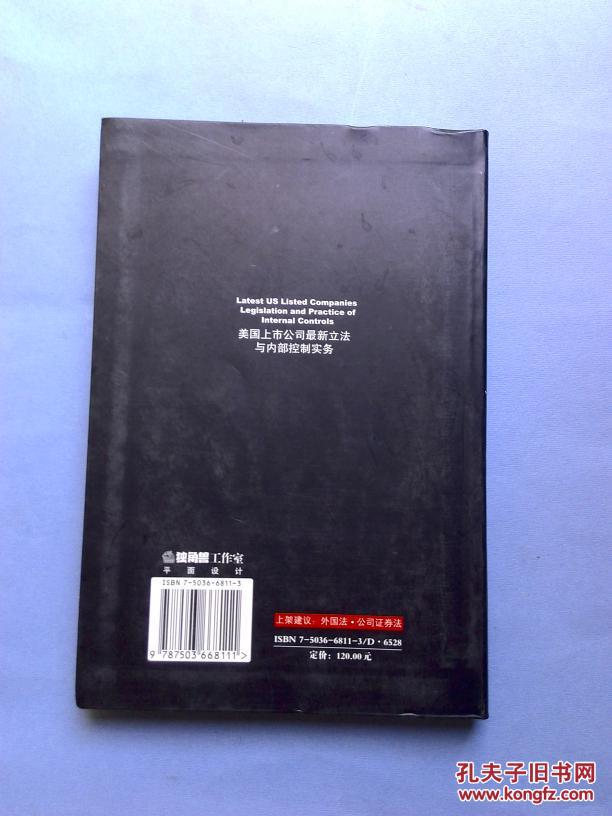 Latest US Listed Companies
Legislation and Practice of
Internal Controls
美国上市公司最新立法
与内部控制实务
独角兽工作室
平面设计
ISBN 7-5036-6811-3
9 787503 668111 >
上架建议：外国法·公司证券法
ISBN 7-5036-6811-3/D·6528
定价：120.00 元
孔夫子旧书网
www.kongfz.com